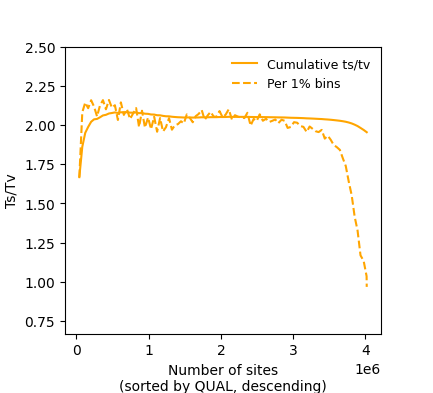 2.50
2.25
2.00
1.75
1.50
1.25
1.00
0.75
Ts/Tv
Cumulative ts/tv
Per 1% bins
0 1 2 3 4
1e6
Number of sites
(sorted by QUAL, descending)